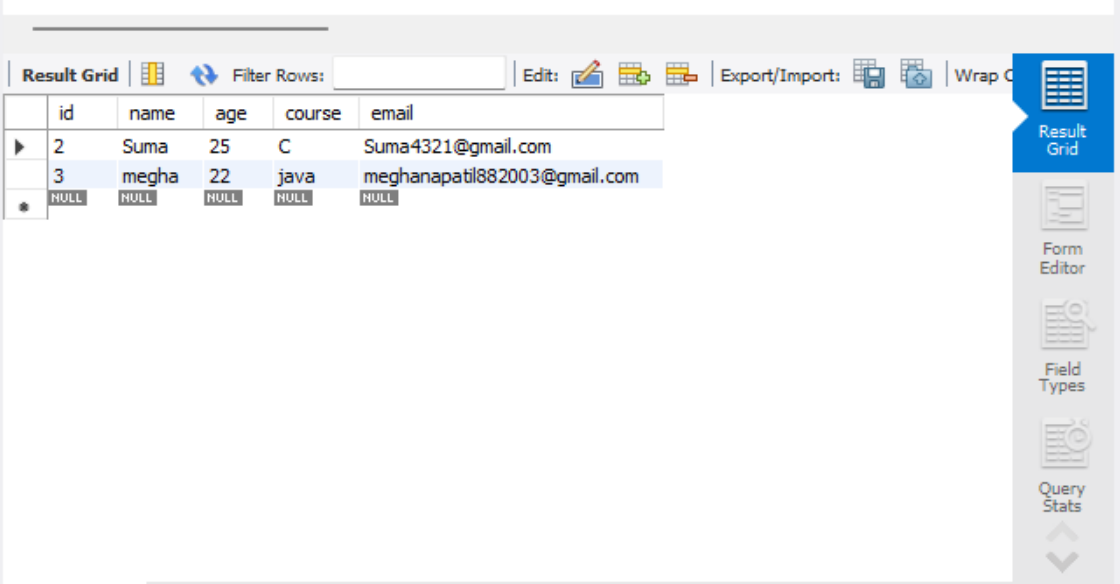 Result Grid Filter Rows: Edit: Export/Import: Wrap C
id name age course email
2 Suma 25 C Suma4321@gmail.com
3 megha 22 java meghanapatil882003@gmail.com
NULL NULL NULL NULL NULL
Result
Grid
Form
Editor
Field
Types
Query
Stats